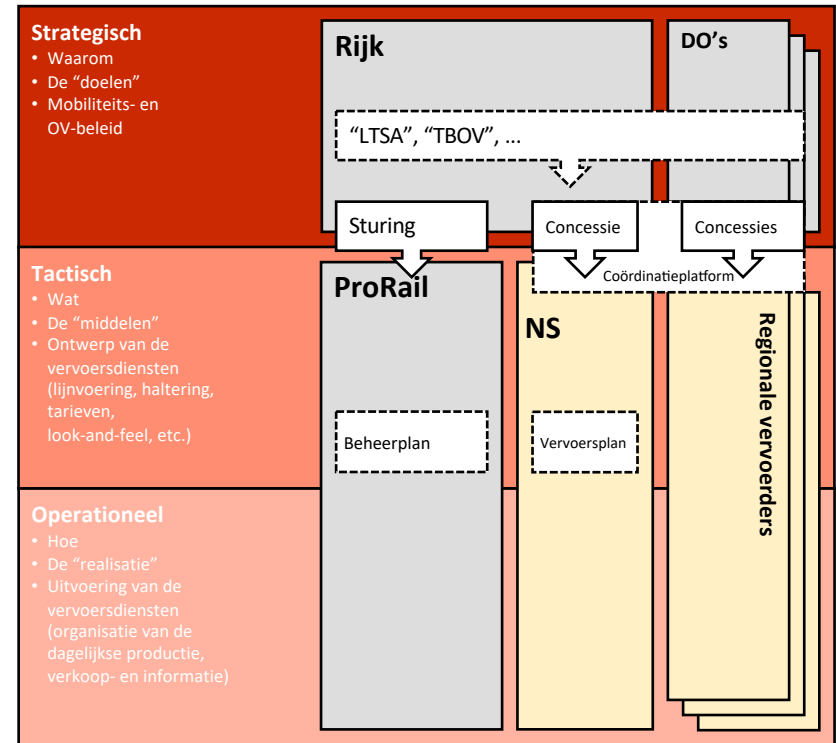 Strategisch
• Waarom
• De “doelen”
• Mobiliteits- en
OV-beleid
Rijk
DO’s
“LTSA”, “TBOV”, ...
Sturing
Concessie
Concessies
Coördinatieplatform
Tactisch
• Wat
• De “middelen”
• Ontwerp van de
vervoersdiensten
(lijnvoering, haltering,
tarieven,
look-and-feel, etc.)
ProRail
NS
Regionale vervoerders
Beheerplan
Vervoersplan
Operationeel
• Hoe
• De “realisatie”
• Uitvoering van de
vervoersdiensten
(organisatie van de
dagelijkse productie,
verkoop- en informatie)